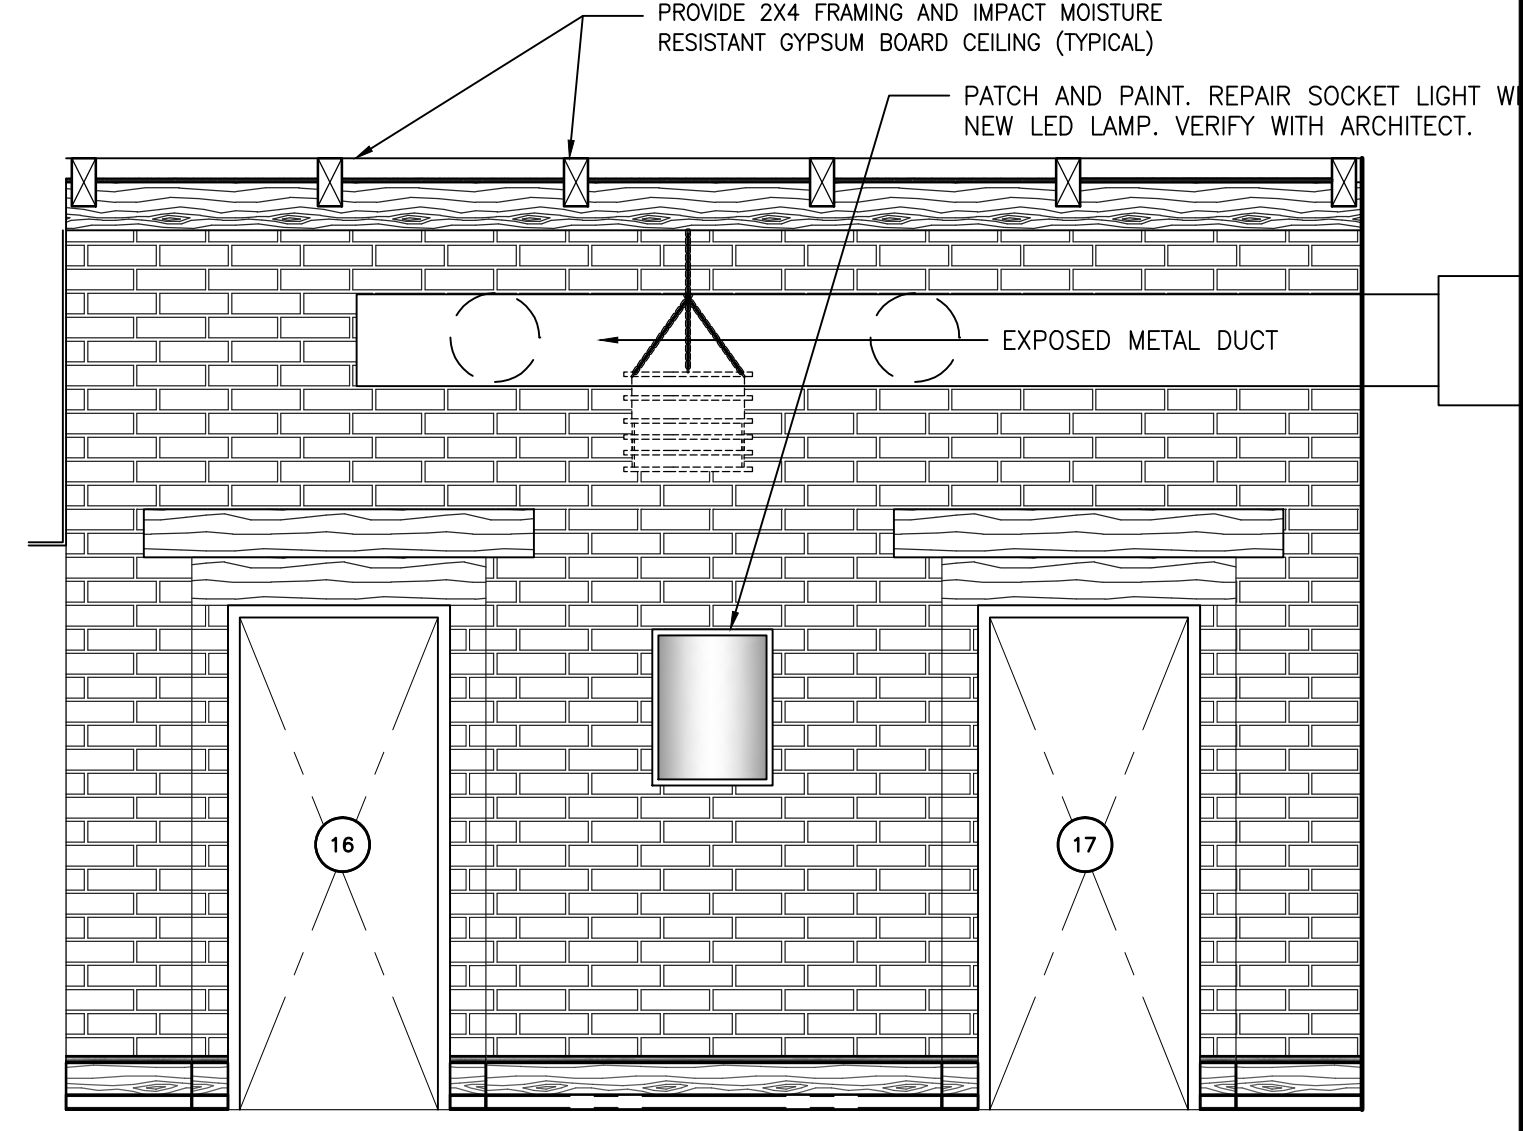 PROVIDE 2X4 FRAMING AND IMPACT MOISTURE
RESISTANT GYPSUM BOARD CEILING (TYPICAL)
PATCH AND PAINT. REPAIR SOCKET LIGHT
NEW LED LAMP. VERIFY WITH ARCHITECT.
EXPOSED METAL DUCT
16
17